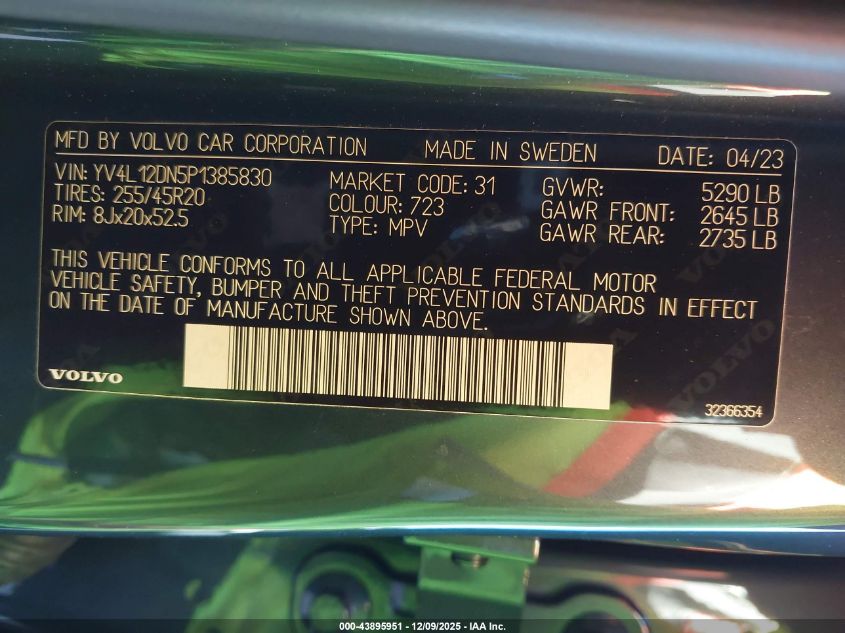 MFD BY VOLVO CAR CORPORATION MADE IN SWEDEN DATE: 04/23
VIN: YV4L12DN5P1385830 MARKET CODE: 31 GVWR: 5290 LB
TIRES: 255/45R20 COLOUR: 723 GAWR FRONT: 2645 LB
RIM: 8Jx20x52.5 TYPE: MPV GAWR REAR: 2735 LB
THIS VEHICLE CONFORMS TO ALL APPLICABLE FEDERAL MOTOR
VEHICLE SAFETY, BUMPER AND THEFT PREVENTION STANDARDS IN EFFECT
ON THE DATE OF MANUFACTURE SHOWN ABOVE.
VOLVO
32366354
000-43895951 - 12/09/2025 - IAA Inc.